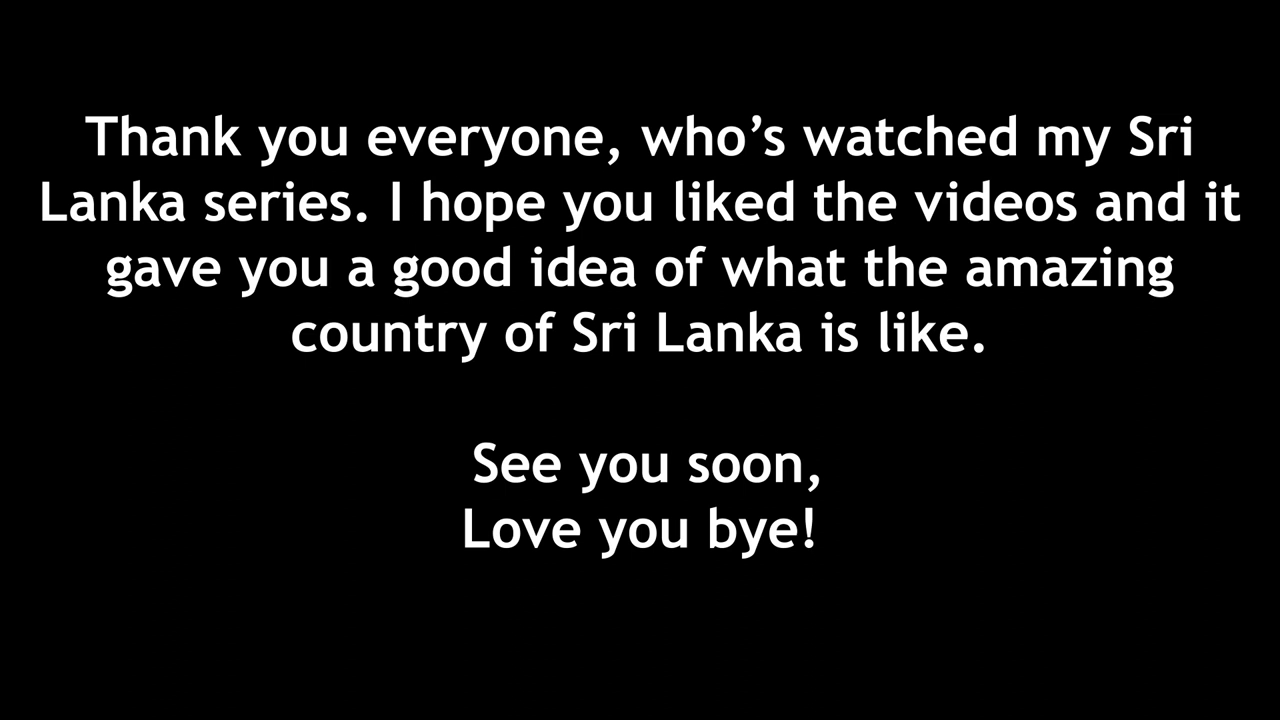 Thank you everyone, who’s watched my Sri
Lanka series. I hope you liked the videos and it
gave you a good idea of what the amazing
country of Sri Lanka is like.
See you soon,
Love you bye!